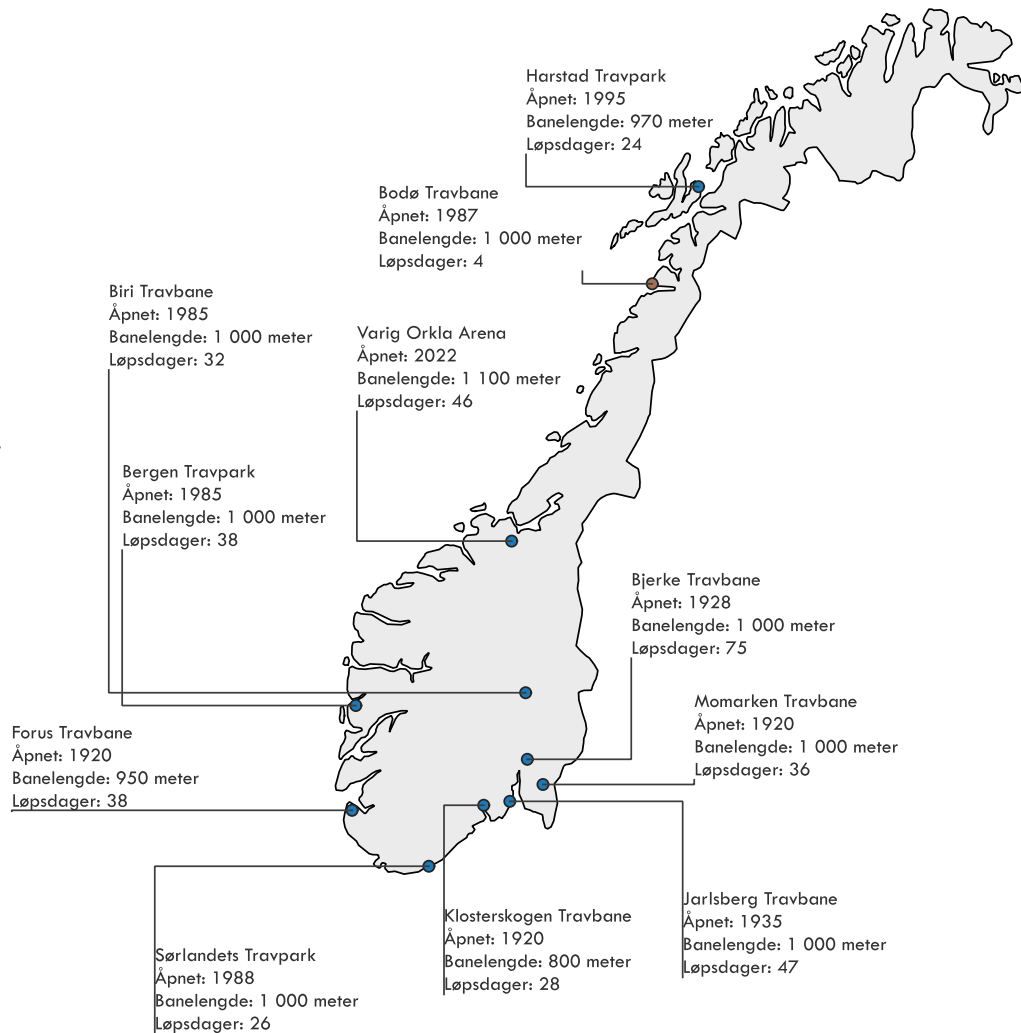 Harstad Travpark
Åpnet: 1995
Banelengde: 970 meter
Løpsdager: 24
Bodø Travbane
Åpnet: 1987
Banelengde: 1 000 meter
Løpsdager: 4
Biri Travbane
Åpnet: 1985
Banelengde: 1 000 meter
Løpsdager: 32
Varig Orkla Arena
Åpnet: 2022
Banelengde: 1 100 meter
Løpsdager: 46
Bergen Travpark
Åpnet: 1985
Banelengde: 1 000 meter
Løpsdager: 38
Bjerke Travbane
Åpnet: 1928
Banelengde: 1 000 meter
Løpsdager: 75
Momarken Travbane
Åpnet: 1920
Banelengde: 1 000 meter
Løpsdager: 36
Forus Travbane
Åpnet: 1920
Banelengde: 950 meter
Løpsdager: 38
Jarlsberg Travbane
Åpnet: 1935
Banelengde: 1 000 meter
Løpsdager: 47
Klosterskogen Travbane
Åpnet: 1920
Banelengde: 800 meter
Løpsdager: 28
Sørlandets Travpark
Åpnet: 1988
Banelengde: 1 000 meter
Løpsdager: 26